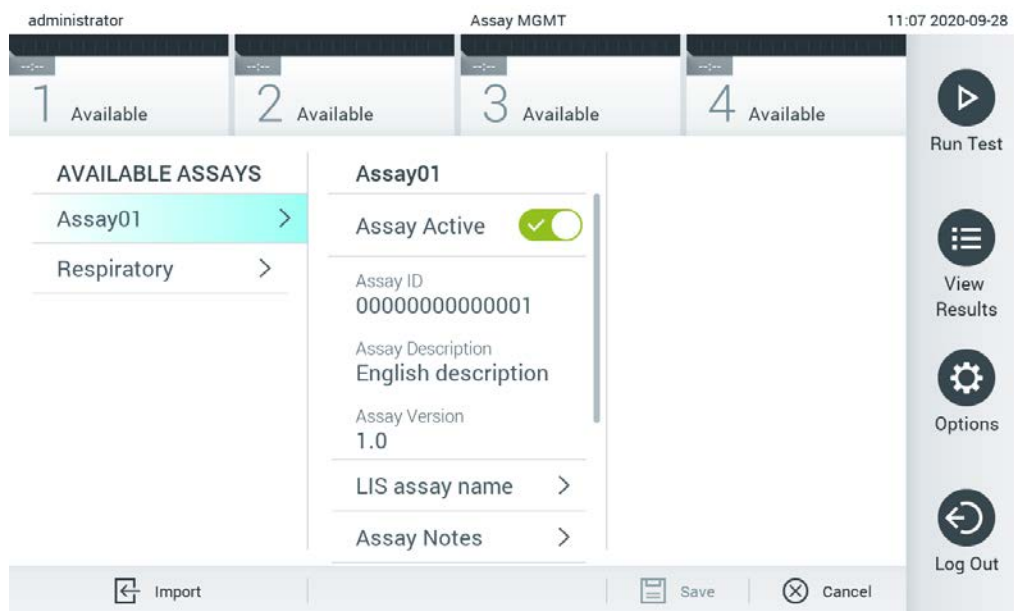 administrator
Assay MGMT
11:07 2020-09-28
--:--
--:--
--:--
--:--
1 Available
2 Available
3 Available
4 Available
Run Test
View
Results
Options
Log Out
AVAILABLE ASSAYS
Assay01
Respiratory
Assay01
Assay Active
Assay ID
00000000000001
Assay Description
English description
Assay Version
1.0
LIS assay name
Assay Notes
Import
Save
Cancel